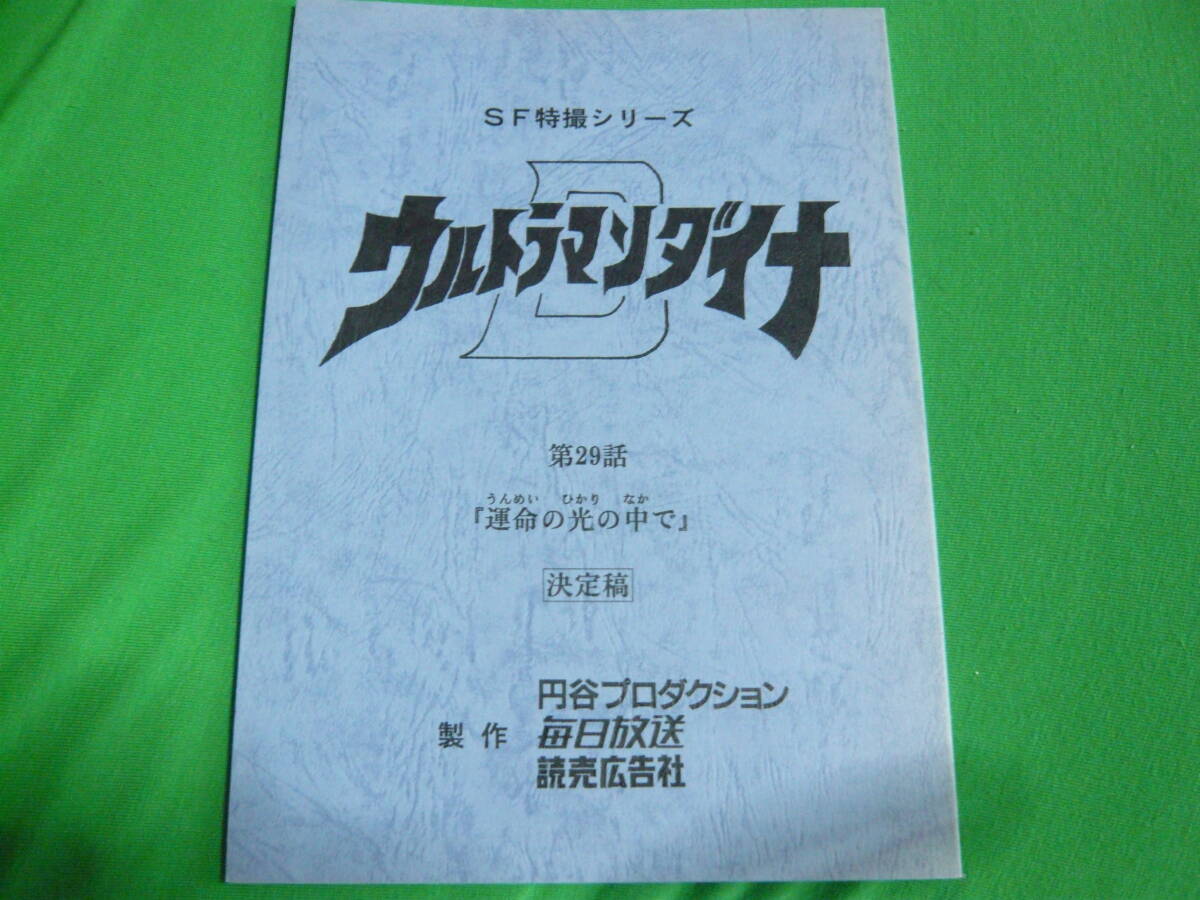 SF特撮シリーズ
D
ウルトラマンダイナ
第29話
うんめい ひかり なか
『運命の光の中で』
決定稿
円谷プロダクション
製作 毎日放送
読売広告社